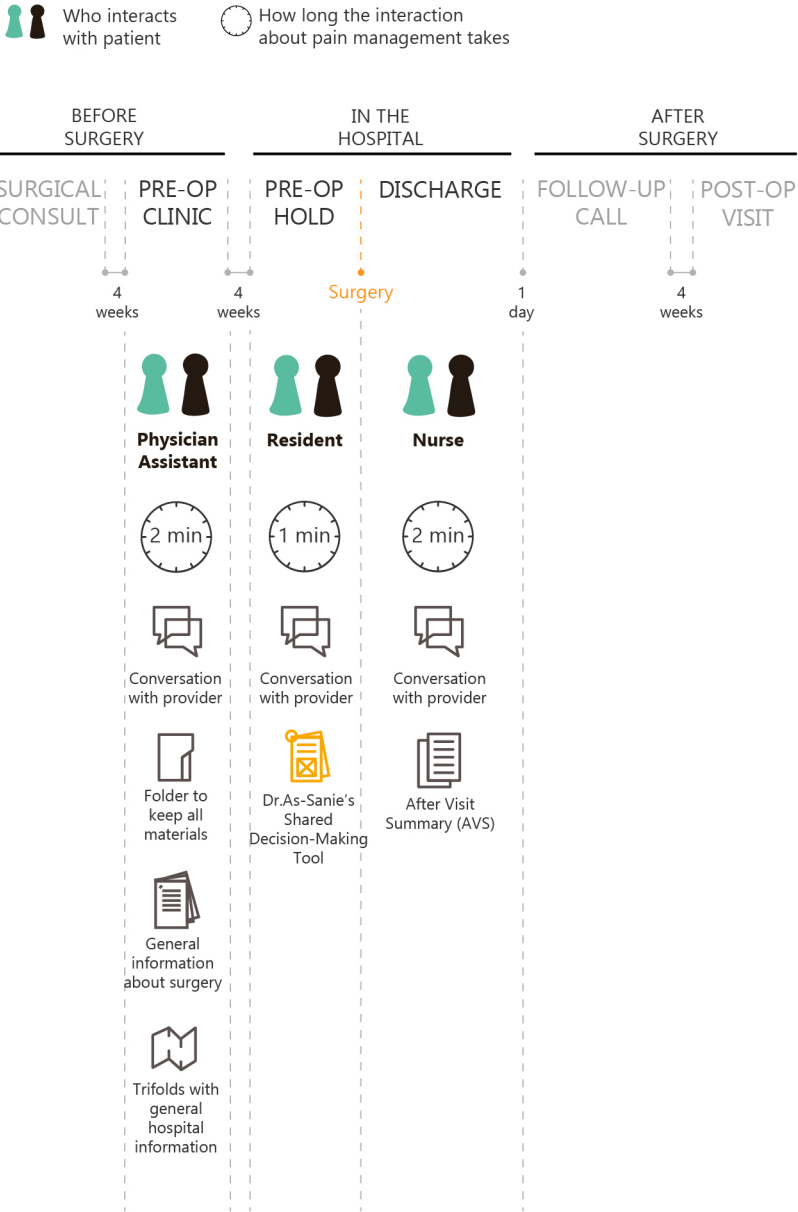 Who interacts
with patient
How long the interaction
about pain management takes
BEFORE
SURGERY
IN THE
HOSPITAL
AFTER
SURGERY
SURGICAL
CONSULT
PRE-OP
CLINIC
PRE-OP
HOLD
DISCHARGE
FOLLOW-UP
CALL
POST-OP
VISIT
4
weeks
4
weeks
Surgery
1
day
4
weeks
Physician
Assistant
Resident
Nurse
2 min
1 min
2 min
Conversation
with provider
Conversation
with provider
Conversation
with provider
Folder to
keep all
materials
Dr.As-Sanie’s
Shared
Decision-Making
Tool
After Visit
Summary (AVS)
General
information
about surgery
Trifolds with
general
hospital
information